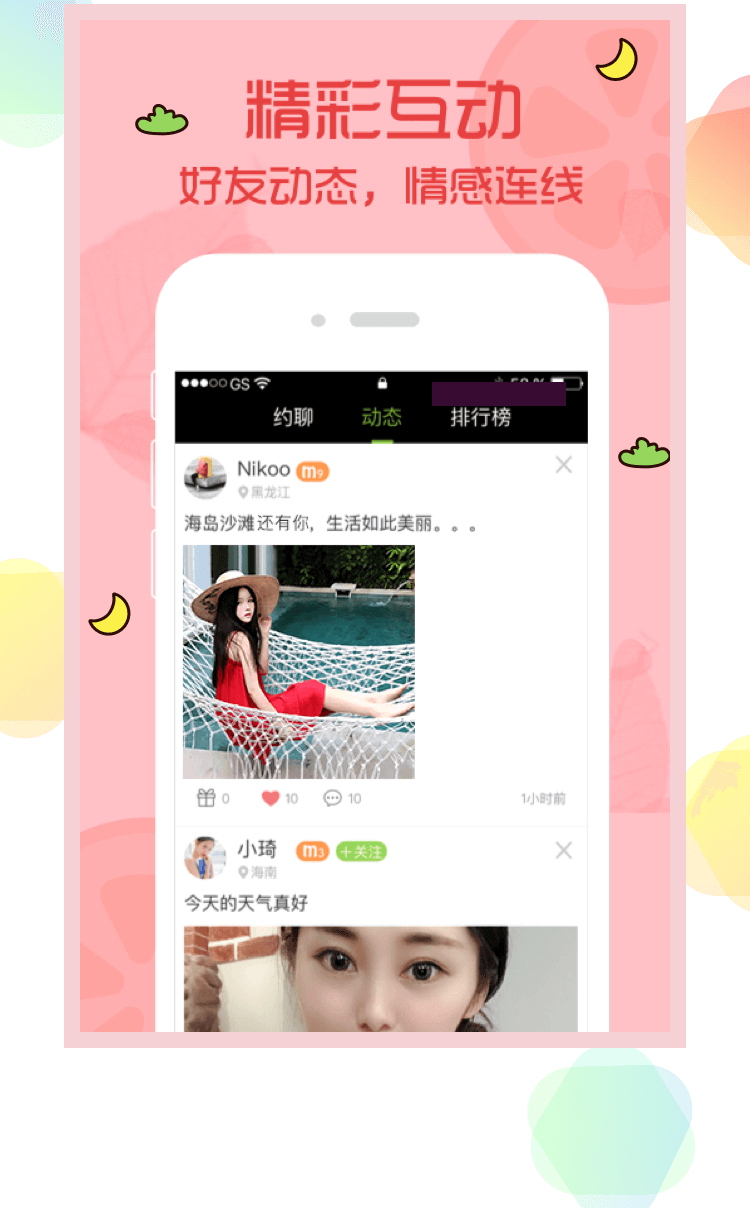 精彩互动
好友动态，情感连线
GS
约聊 动态 排行榜
Nikoo m9
黑龙江
海岛沙滩还有你，生活如此美丽。。。
0 10 10 1小时前
小琦 m3 +关注
海南
今天的天气真好